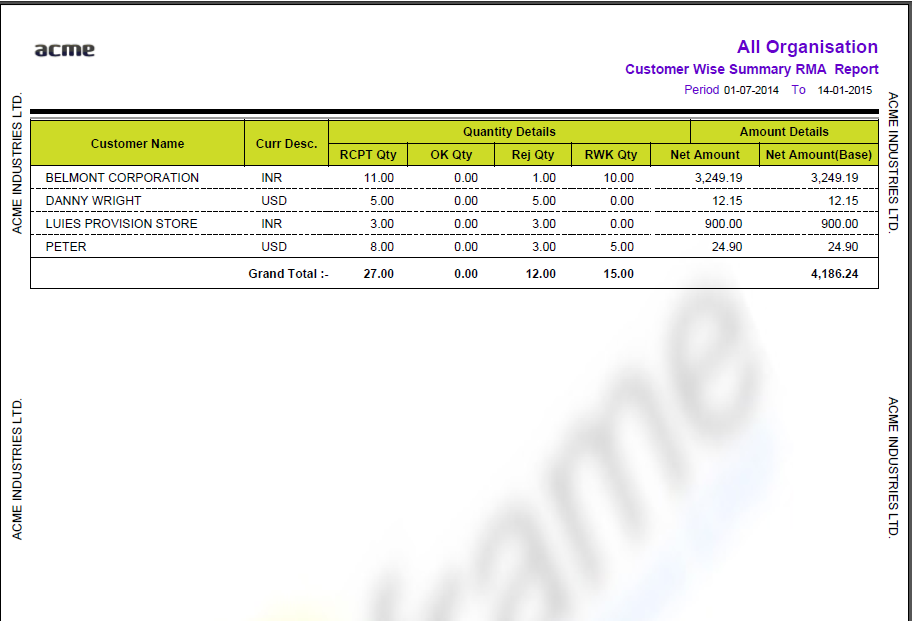 acme
All Organisation
Customer Wise Summary RMA Report
Period 01-07-2014 To 14-01-2015
ACME INDUSTRIES LTD.
ACME INDUSTRIES LTD.
Customer Name Curr Desc. Quantity Details Amount Details
RCPT Qty OK Qty Rej Qty RWK Qty Net Amount Net Amount(Base)
BELMONT CORPORATION INR 11.00 0.00 1.00 10.00 3,249.19 3,249.19
DANNY WRIGHT USD 5.00 0.00 5.00 0.00 12.15 12.15
LUIES PROVISION STORE INR 3.00 0.00 3.00 0.00 900.00 900.00
PETER USD 8.00 0.00 3.00 5.00 24.90 24.90
Grand Total :- 27.00 0.00 12.00 15.00 4,186.24
ACME INDUSTRIES LTD.
ACME INDUSTRIES LTD.